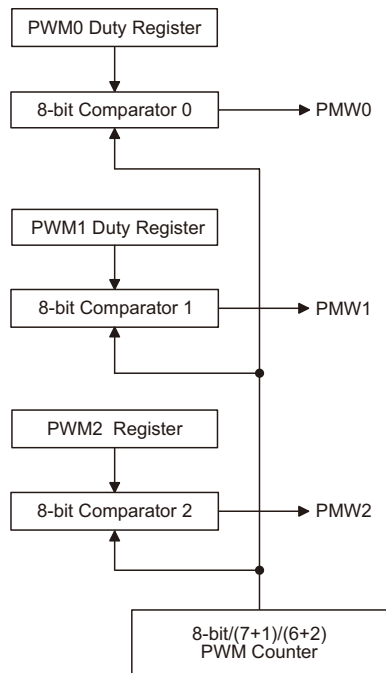 PWM0 Duty Register
8-bit Comparator 0
PMW0
PWM1 Duty Register
8-bit Comparator 1
PMW1
PWM2 Register
8-bit Comparator 2
PMW2
8-bit/(7+1)/(6+2)
PWM Counter